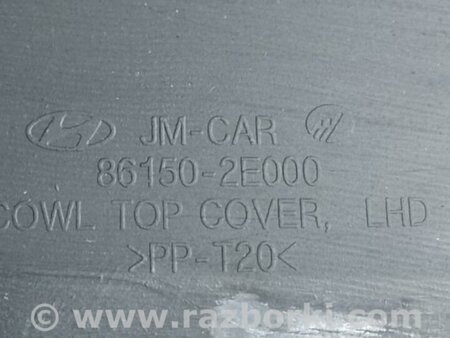 JM-CAR
86150-2E000
COWL TOP COVER, LHD
>PP-T20<
© www.razborki.com